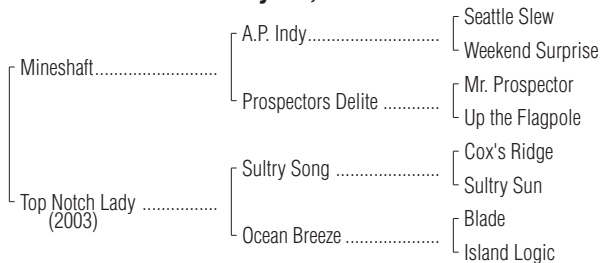 Seattle Slew
A.P. Indy..............................
Weekend Surprise
Mineshaft..........................
Mr. Prospector
Prospectors Delite ............
Up the Flagpole
Cox's Ridge
Sultry Song ......................
Sultry Sun
Top Notch Lady ................
(2003)
Blade
Ocean Breeze ....................
Island Logic